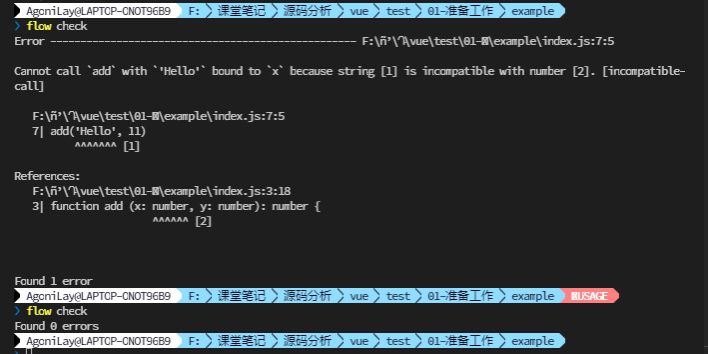 AgoniLay@LAPTOP-ONOT96B9 F: 课堂笔记 源码分析 vue test 01-准备工作 example
❯ flow check
Error -------------------------------------------------- F:\ñ'\⁄\vue\test\01-\example\index.js:7:5
Cannot call `add` with `'Hello'` bound to `x` because string [1] is incompatible with number [2]. [incompatible-
call]
\vue\test\01-\example\index.js:7:5
7| add('Hello', 11)
^^^^^^^ [1]
References:
\vue\test\01-\example\index.js:3:18
3| function add (x: number, y: number): number {
^^^^^^ [2]
Found 1 error
AgoniLay@LAPTOP-ONOT96B9 F: 课堂笔记 源码分析 vue test 01-准备工作 example USAGE
❯ flow check
Found 0 errors
AgoniLay@LAPTOP-ONOT96B9 F: 课堂笔记 源码分析 vue test 01-准备工作 example